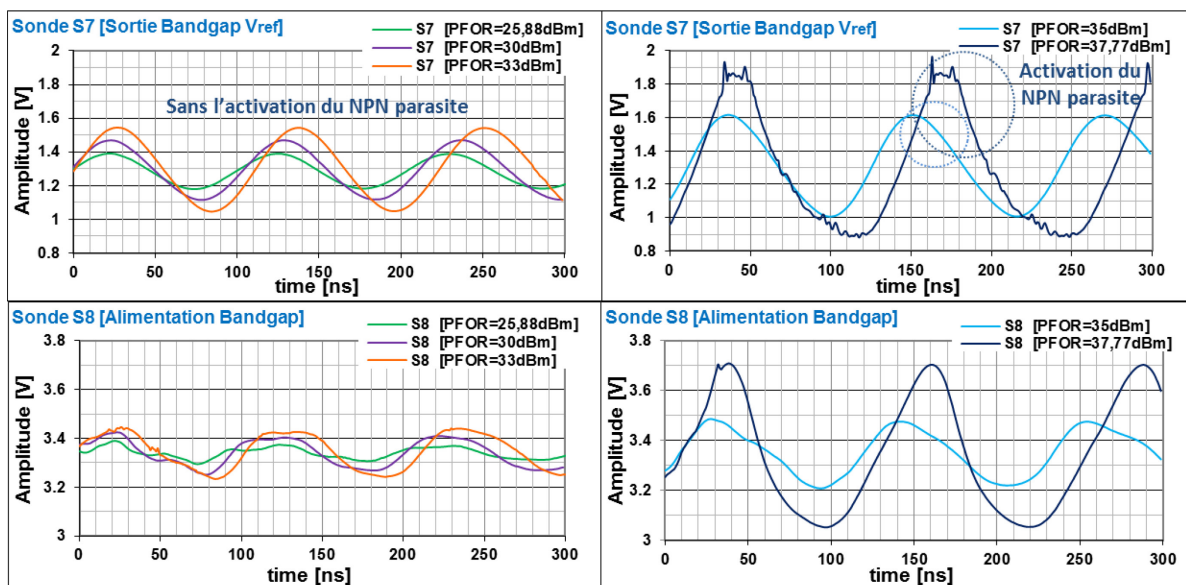 Sonde S7 [Sortie Bandgap Vref]
S7 [PFOR=25,88dBm]
S7 [PFOR=30dBm]
S7 [PFOR=33dBm]
Sans l'activation du NPN parasite
Amplitude [V]
2
1.8
1.6
1.4
1.2
1
0.8
0 50 100 150 200 250 300
time [ns]
Sonde S7 [Sortie Bandgap Vref]
S7 [PFOR=35dBm]
S7 [PFOR=37,77dBm]
Activation du
NPN parasite
Amplitude [V]
2
1.8
1.6
1.4
1.2
1
0.8
0 50 100 150 200 250 300
time [ns]
Sonde S8 [Alimentation Bandgap]
S8 [PFOR=25,88dBm]
S8 [PFOR=30dBm]
S8 [PFOR=33dBm]
Amplitude [V]
3.8
3.6
3.4
3.2
3
0 50 100 150 200 250 300
time [ns]
Sonde S8 [Alimentation Bandgap]
S8 [PFOR=35dBm]
S8 [PFOR=37,77dBm]
Amplitude [V]
3.8
3.6
3.4
3.2
3
0 50 100 150 200 250 300
time [ns]